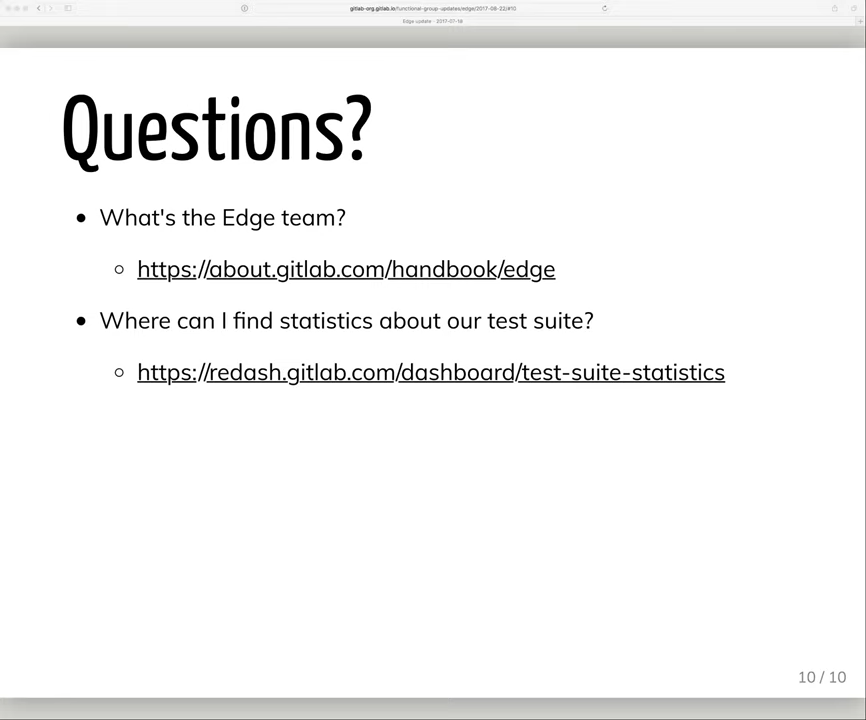 gitlab-org.gitlab.io/functional-group-updates/edge/2017-08-22/#10
Edge update - 2017-07-18
Questions?
• What's the Edge team?
○ https://about.gitlab.com/handbook/edge
• Where can I find statistics about our test suite?
○ https://redash.gitlab.com/dashboard/test-suite-statistics
10 / 10